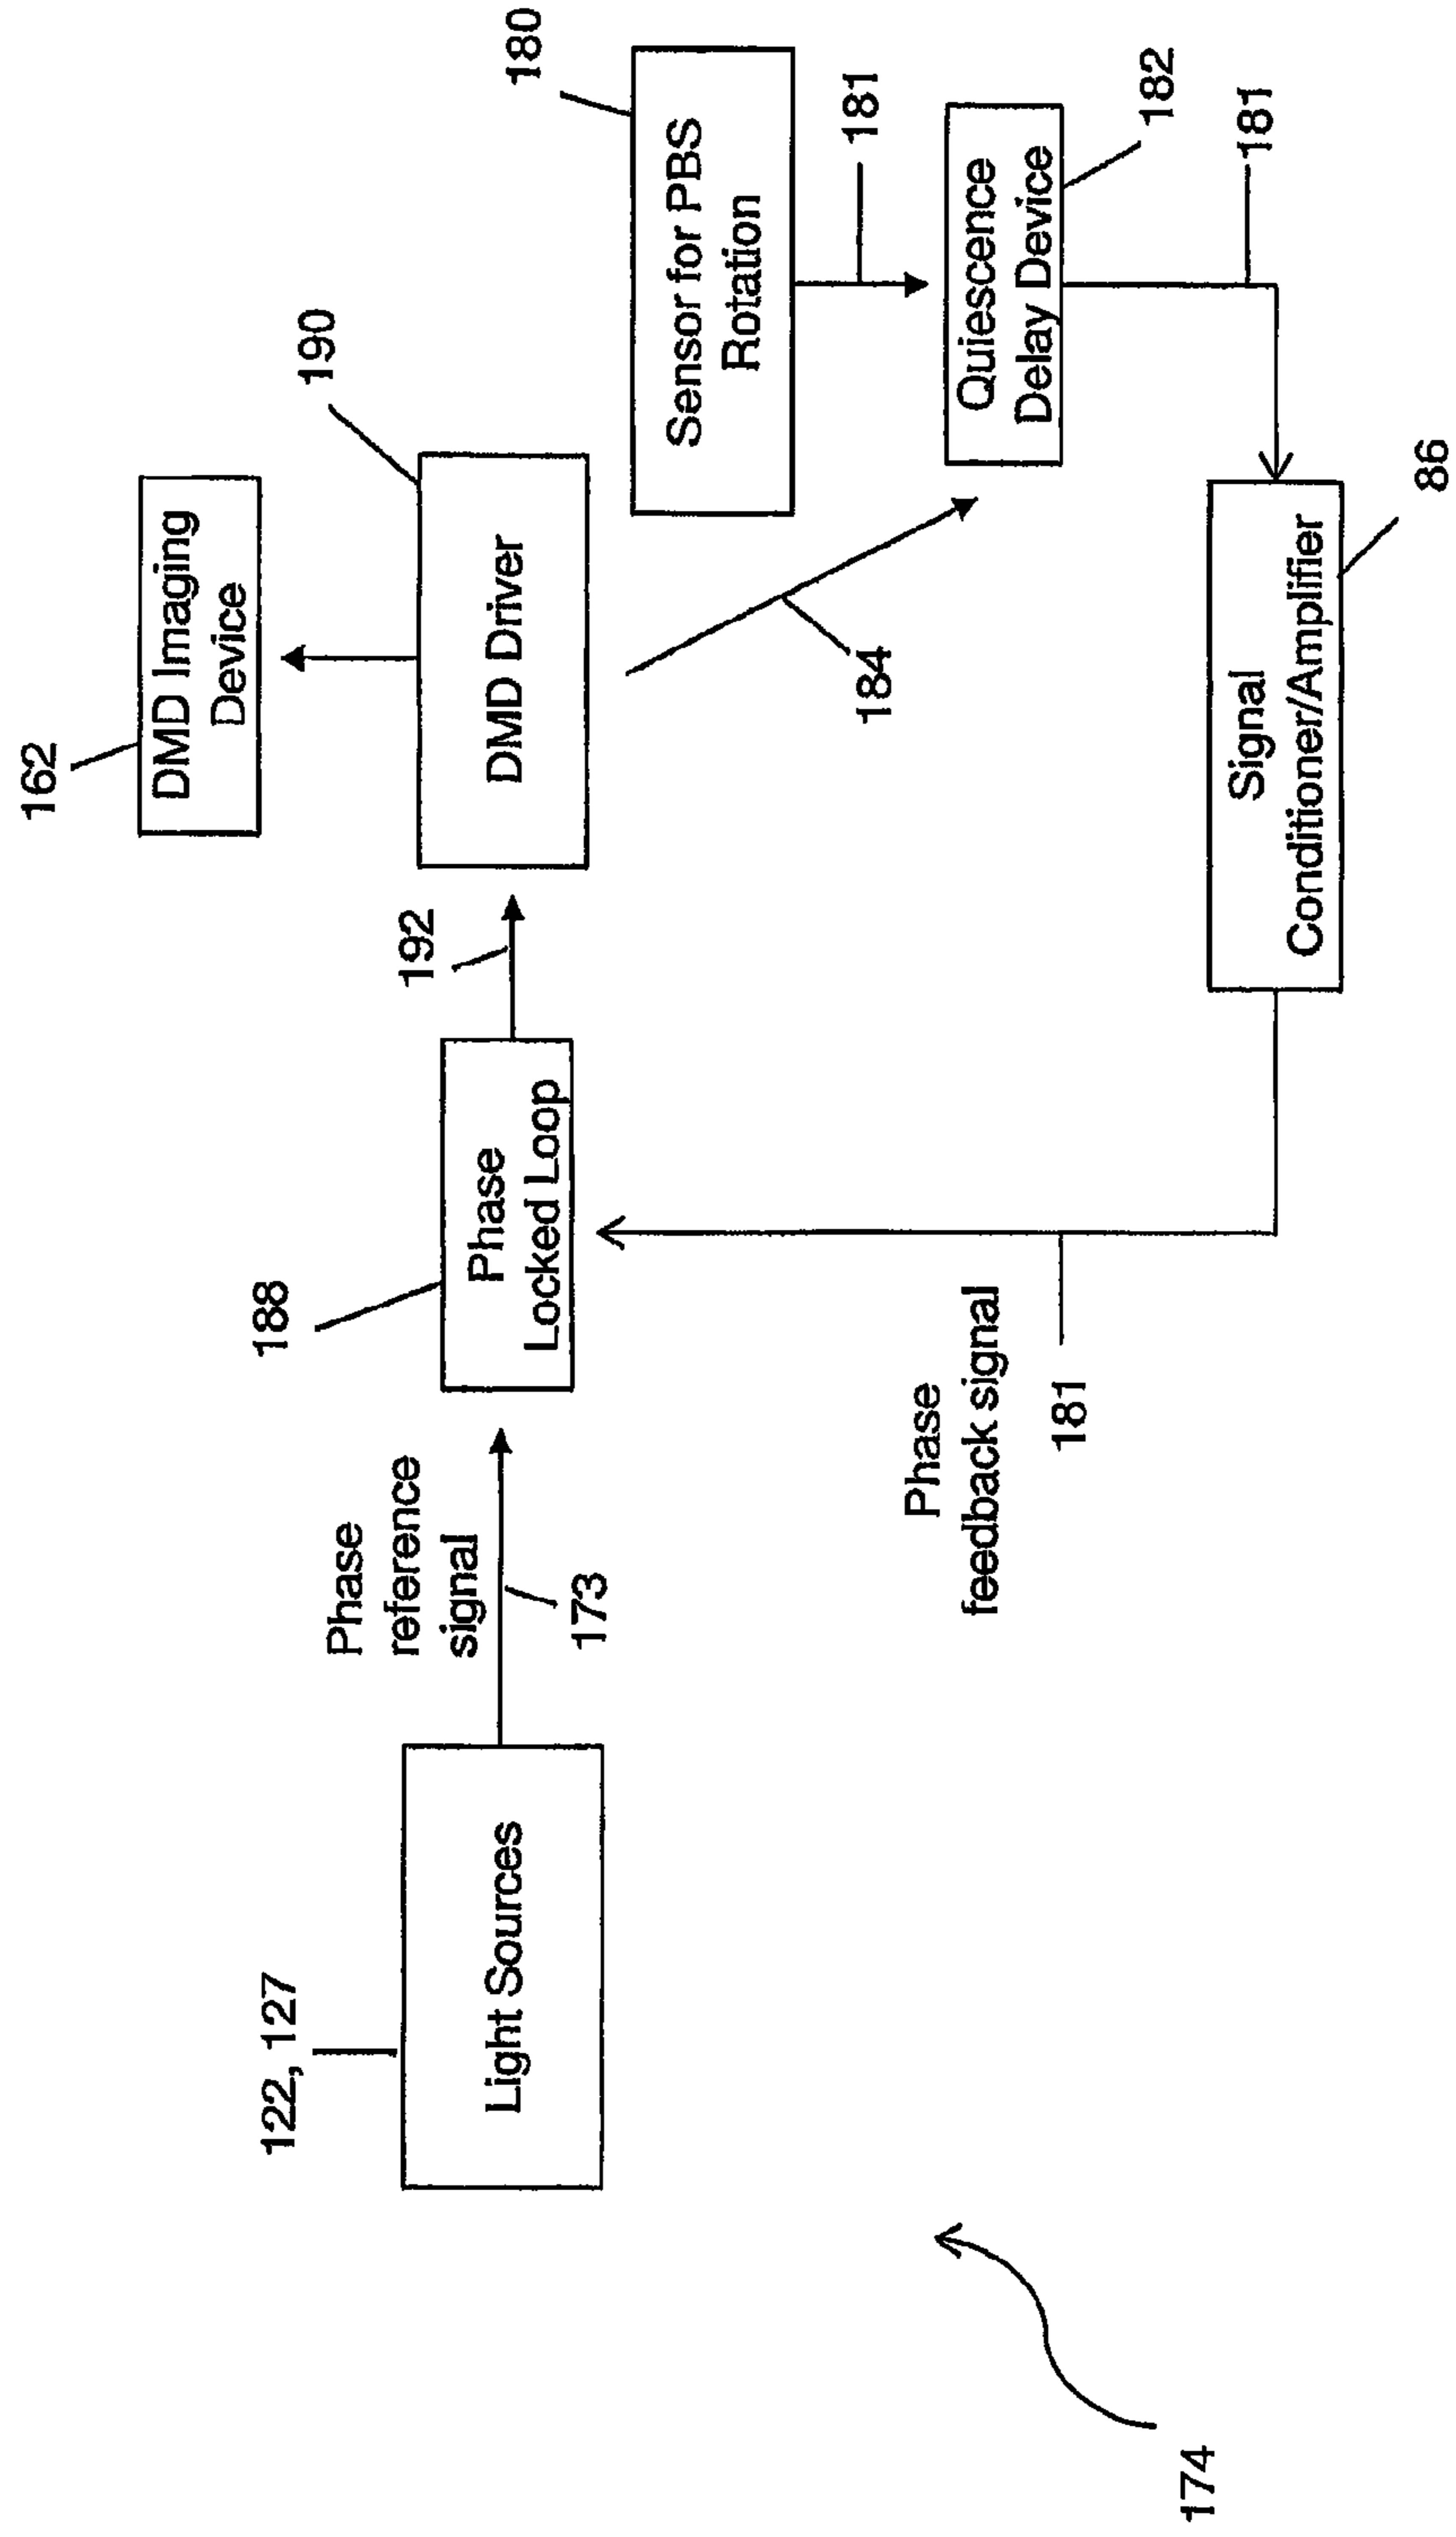 162
DMD Imaging
Device
190
DMD Driver
180
Sensor for PBS
Rotation
181
Quiescence
Delay Device
182
181
184
192
188
Phase
Locked Loop
Phase
reference
signal
173
122, 127
Light Sources
86
Signal
Conditioner/Amplifier
Phase
feedback signal
181
174